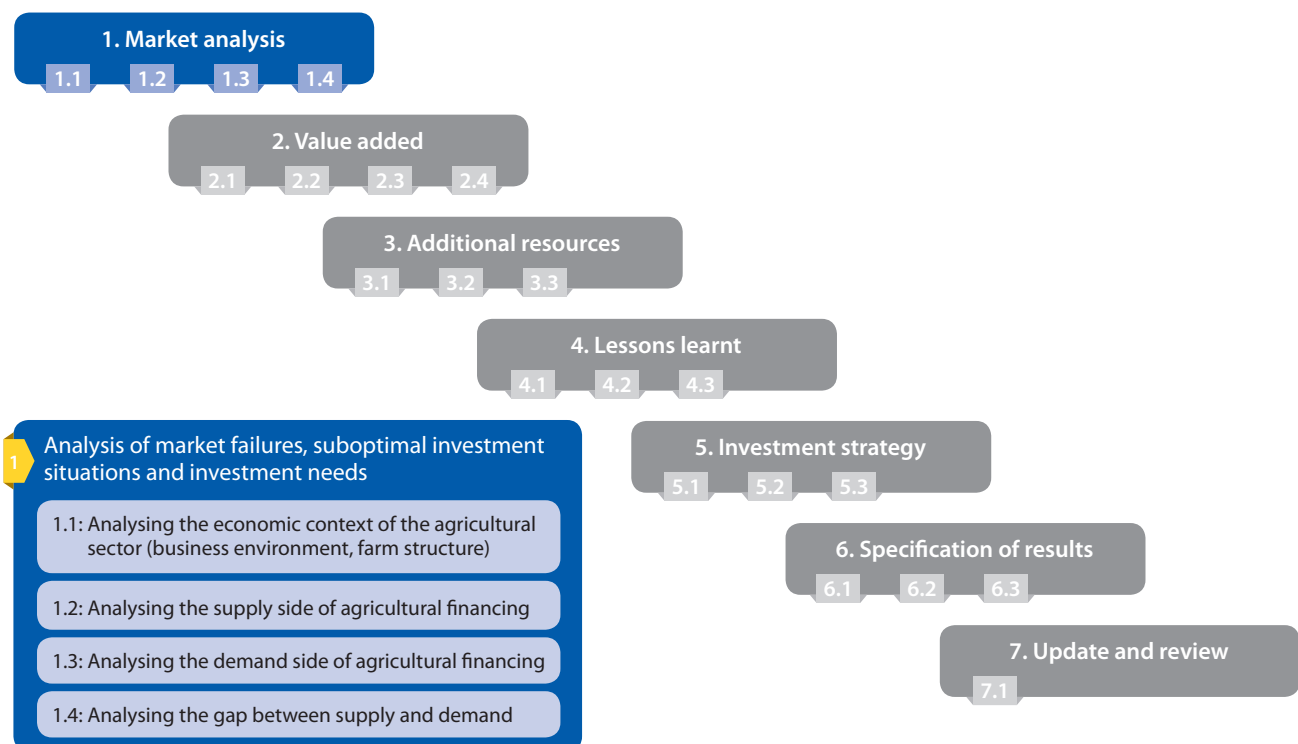 1. Market analysis
1.1 1.2 1.3 1.4
2. Value added
2.1 2.2 2.3 2.4
3. Additional resources
3.1 3.2 3.3
4. Lessons learnt
4.1 4.2 4.3
5. Investment strategy
5.1 5.2 5.3
6. Specification of results
6.1 6.2 6.3
7. Update and review
7.1
1
Analysis of market failures, suboptimal investment
situations and investment needs
1.1: Analysing the economic context of the agricultural
sector (business environment, farm structure)
1.2: Analysing the supply side of agricultural financing
1.3: Analysing the demand side of agricultural financing
1.4: Analysing the gap between supply and demand